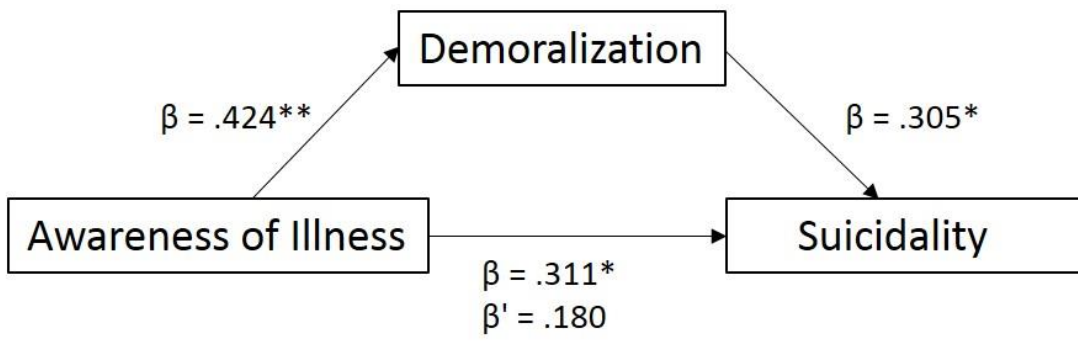 Demoralization
β = .424**
β = .305*
Awareness of Illness
Suicidality
β = .311*
β' = .180